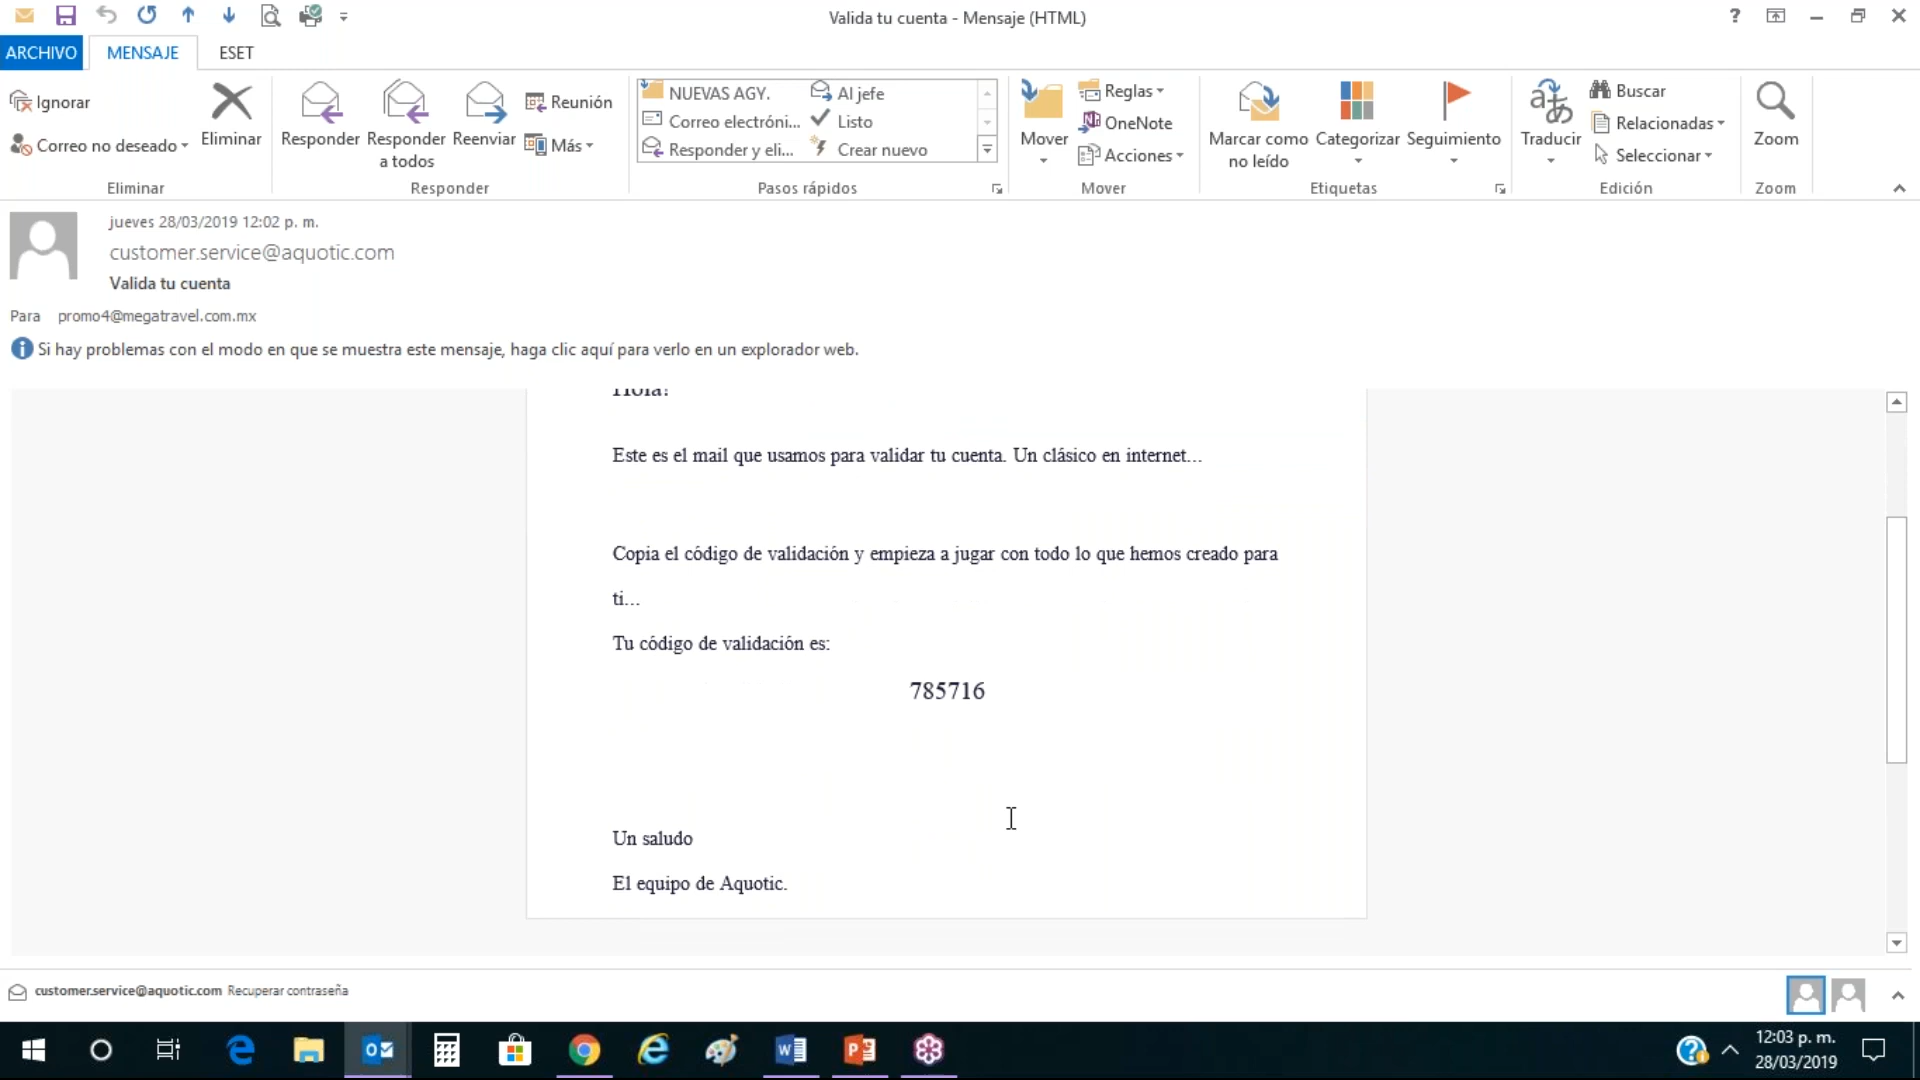 Valida tu cuenta - Mensaje (HTML)
?
ARCHIVO MENSAJE ESET
Ignorar
Correo no deseado
Eliminar
Eliminar
Responder
Responder a todos
Reenviar
Reunión
Más
Responder
NUEVAS AGY.
Correo electróni...
Responder y eli...
Al jefe
Listo
Crear nuevo
Pasos rápidos
Mover
Reglas
OneNote
Acciones
Mover
Marcar como no leído
Categorizar
Seguimiento
Etiquetas
Traducir
Buscar
Relacionadas
Seleccionar
Edición
Zoom
Zoom
jueves 28/03/2019 12:02 p. m.
customer.service@aquotic.com
Valida tu cuenta
Para promo4@megatravel.com.mx
Si hay problemas con el modo en que se muestra este mensaje, haga clic aquí para verlo en un explorador web.
Hola!
Este es el mail que usamos para validar tu cuenta. Un clásico en internet...
Copia el código de validación y empieza a jugar con todo lo que hemos creado para
ti...
Tu código de validación es:
785716
Un saludo
El equipo de Aquotic.
customer.service@aquotic.com Recuperar contraseña
12:03 p. m.
28/03/2019